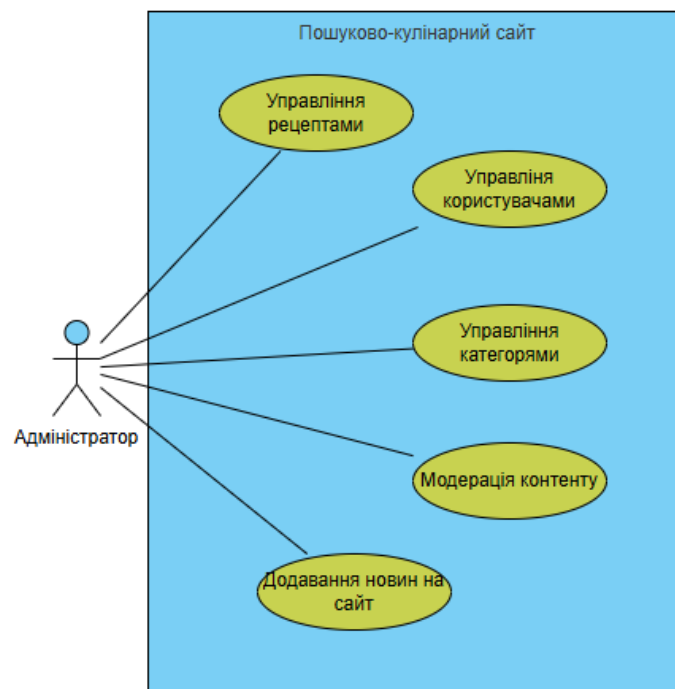 Пошуково-кулінарний сайт
Управління
рецептами
Управліня
користувачами
Управління
категорями
Адміністратор
Модерація контенту
Додавання новин на
сайт